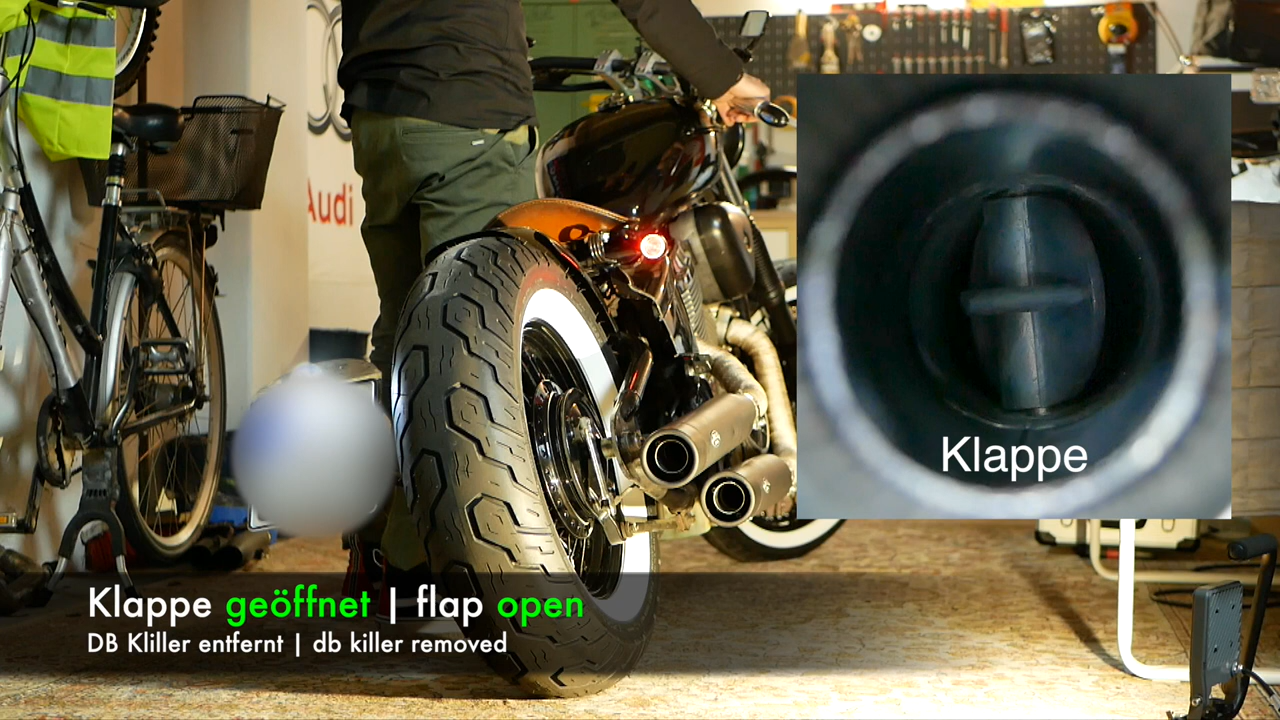 Audi
Klappe
Klappe geöffnet | flap open
DB Kliller entfernt | db killer removed